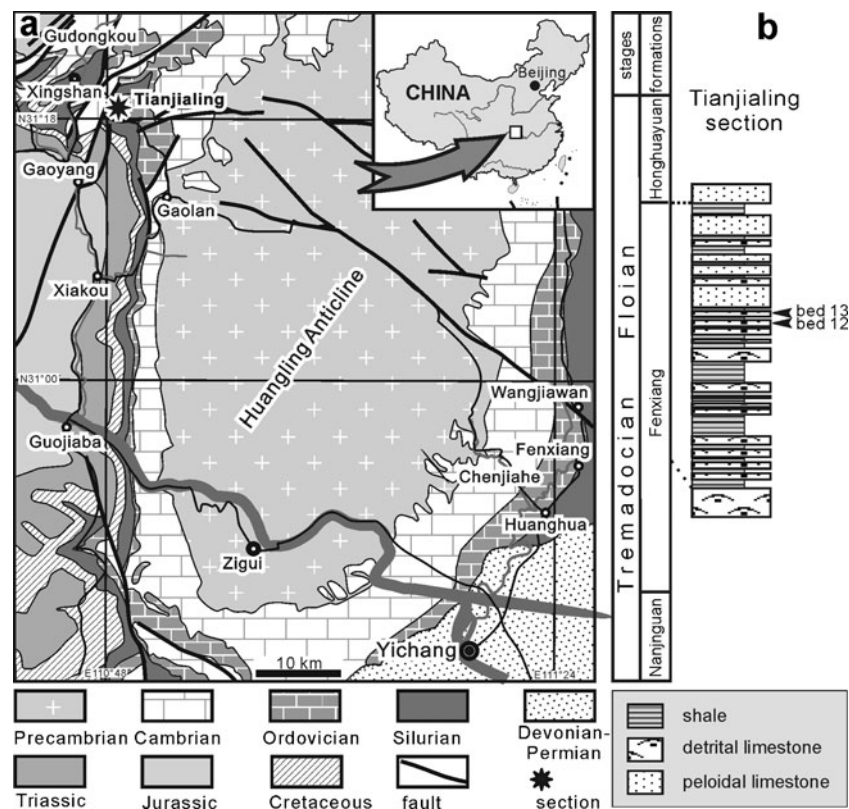 a
Gudongkou
Xingshan
Tianjialing
N31°18
Gaoyang
Gaolan
Xiakou
CHINA
Beijing
Huangling Anticline
N31°00
Guojiaba
Wangjiawan
Fenxiang
Chenjiahe
Huanghua
Zigui
Yichang
10 km
E110°48'
E111°24
Precambrian
Cambrian
Ordovician
Silurian
Devonian-
Permian
Triassic
Jurassic
Cretaceous
fault
section
b
stages
formations
Tremadocian
Floian
Honghuayuan
Fenxiang
Nanjinguan
Tianjialing
section
bed 13
bed 12
shale
detrital limestone
peloidal limestone